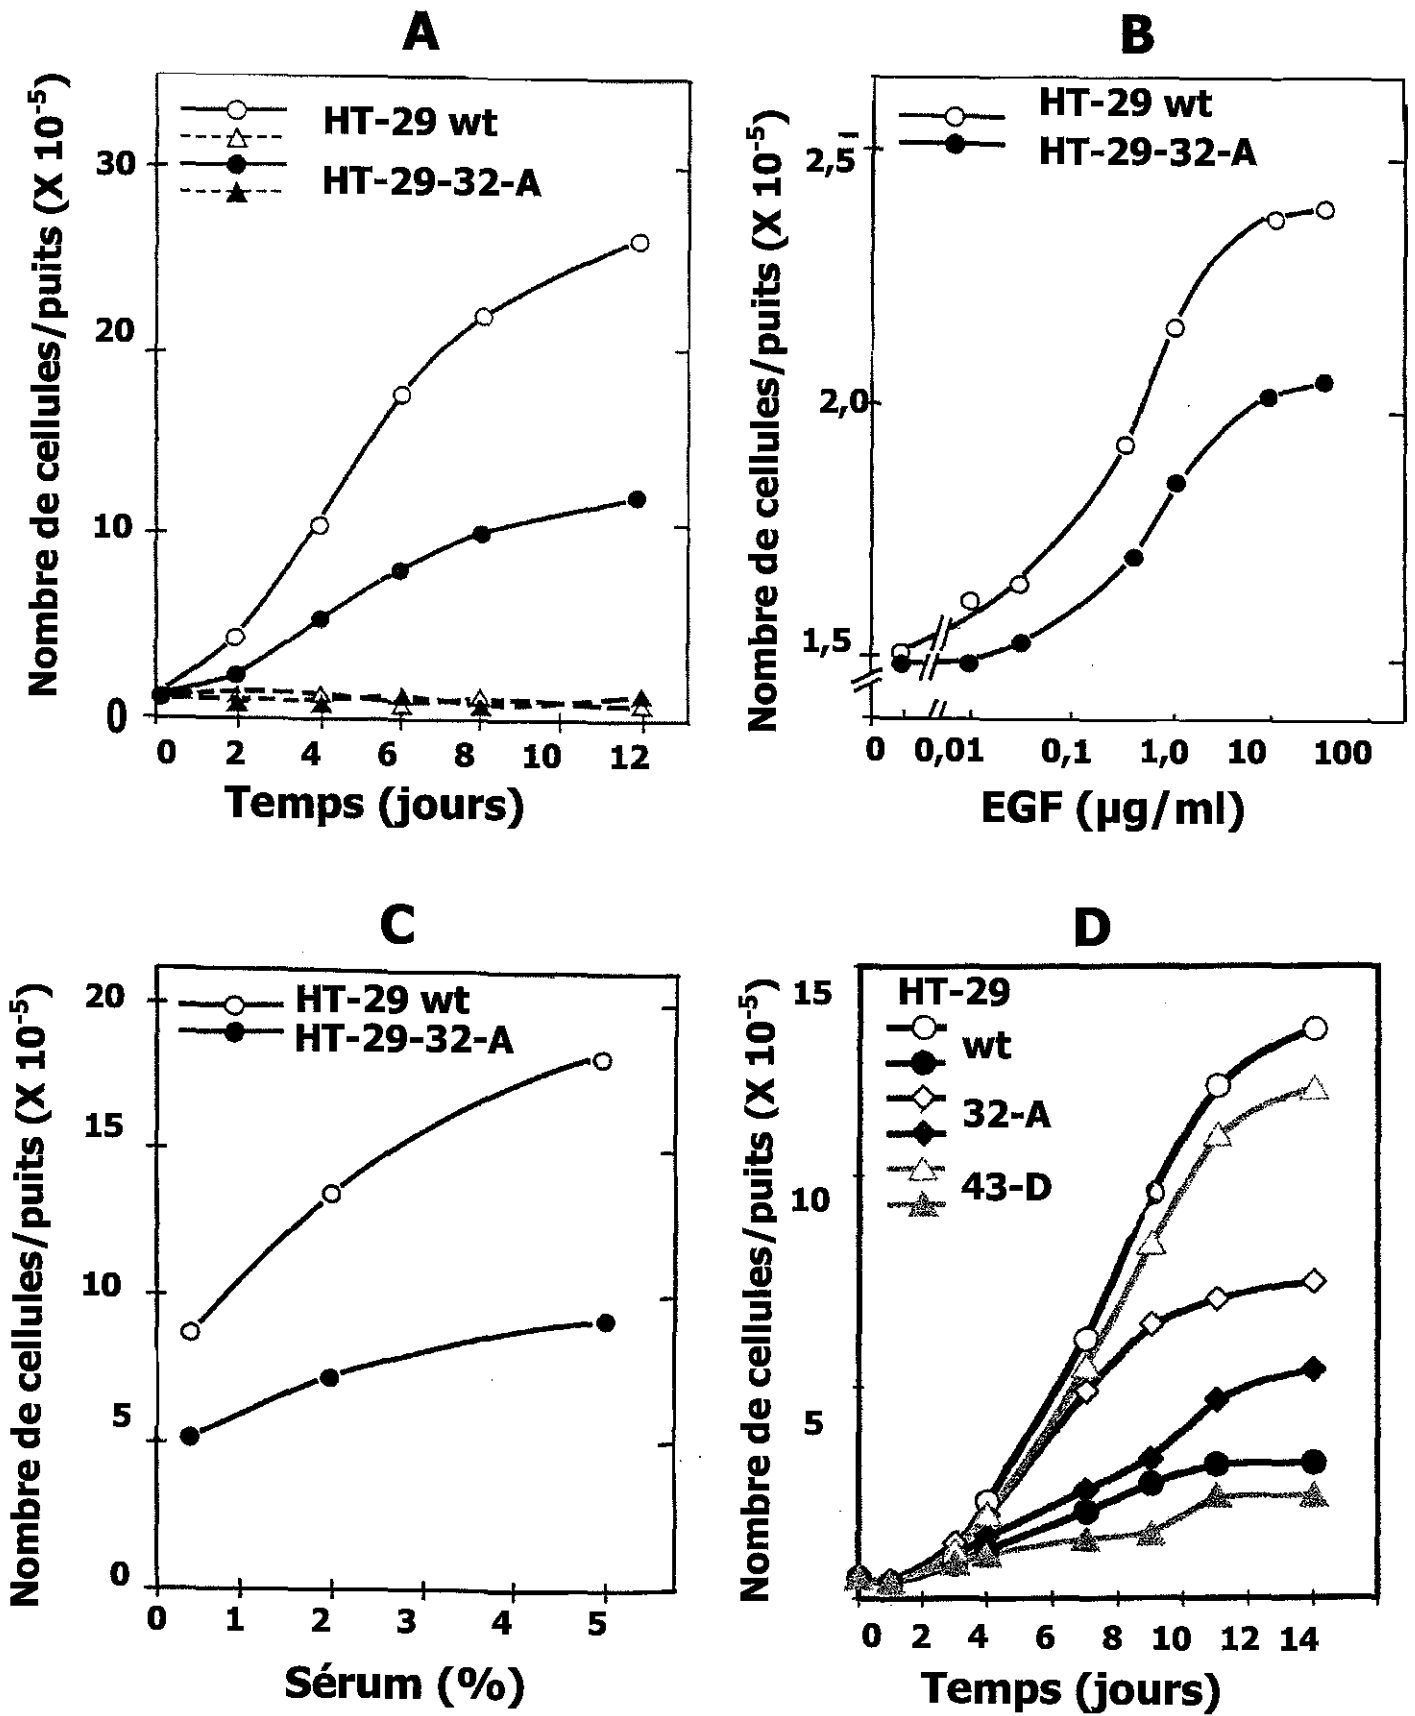 A
Nombre de cellules/puits (X 10⁻⁵)
HT-29 wt
HT-29-32-A
30
20
10
0
0 2 4 6 8 10 12
Temps (jours)
B
Nombre de cellules/puits (X 10⁻⁵)
HT-29 wt
HT-29-32-A
2,5
2,0
1,5
0 0,01 0,1 1,0 10 100
EGF (µg/ml)
C
Nombre de cellules/puits (X 10⁻⁵)
HT-29 wt
HT-29-32-A
20
15
10
5
0
0 1 2 3 4 5
Sérum (%)
D
Nombre de cellules/puits (X 10⁻⁵)
HT-29
wt
32-A
43-D
15
10
5
0 2 4 6 8 10 12 14
Temps (jours)